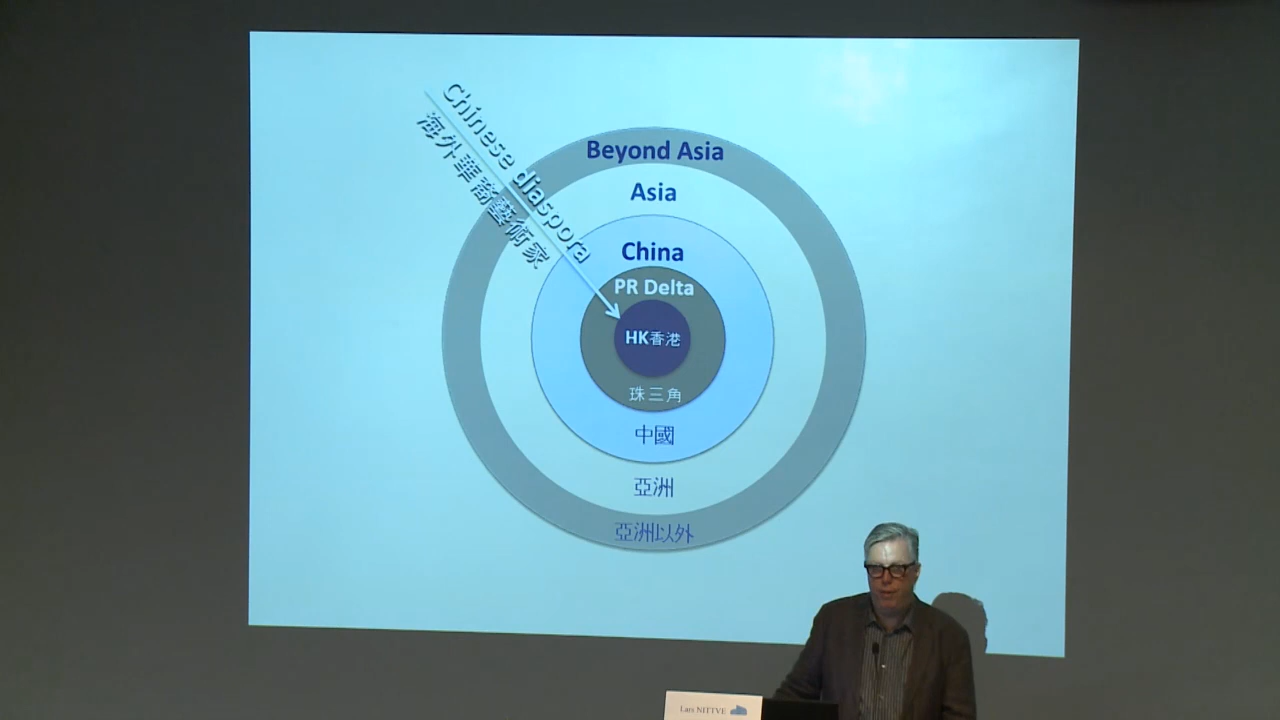 Chinese diaspora
海外華裔藝術家
Beyond Asia
Asia
China
PR Delta
HK香港
珠三角
中國
亞洲
亞洲以外
Lars NITTVE